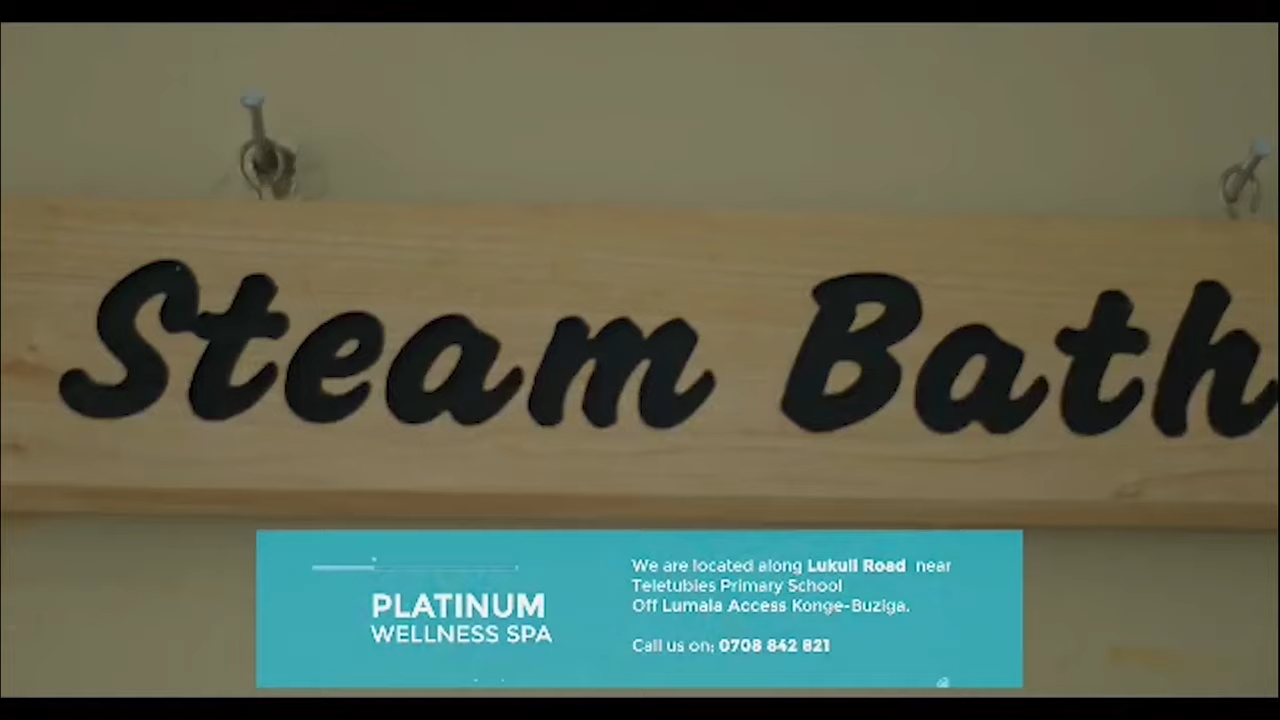 Steam Bath
PLATINUM
WELLNESS SPA
We are located along Lukuli Road near
Teletubies Primary School
Off Lumala Access Konge-Buziga.
Call us on: 0708 842 821